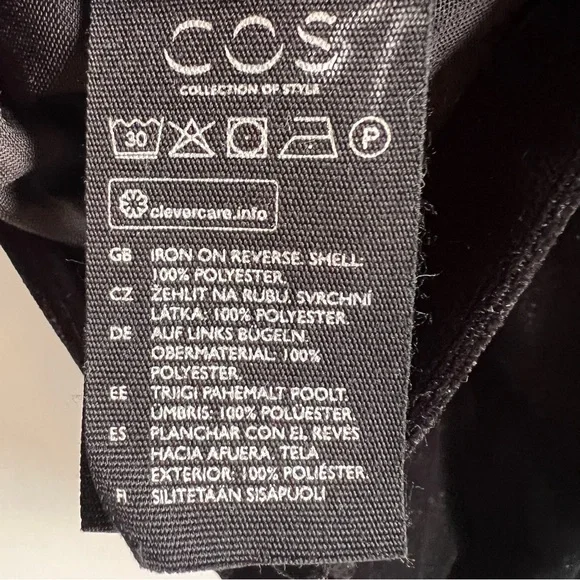 COS
COLLECTION OF STYLE
30 P
clevercare.info
GB IRON ON REVERSE. SHELL:
100% POLYESTER.
CZ ŽEHLIT NA RUBU. SVRCHNÍ
LÁTKA: 100% POLYESTER.
DE AUF LINKS BÜGELN.
OBERMATERIAL: 100%
POLYESTER.
EE TRIIGI PAHEMALT POOLT.
ÜMBRIS: 100% POLÜESTER.
ES PLANCHAR CON EL REVÉS
HACIA AFUERA. TELA
EXTERIOR: 100% POLIÉSTER.
FI SILITETÄÄN SISÄPUOLI